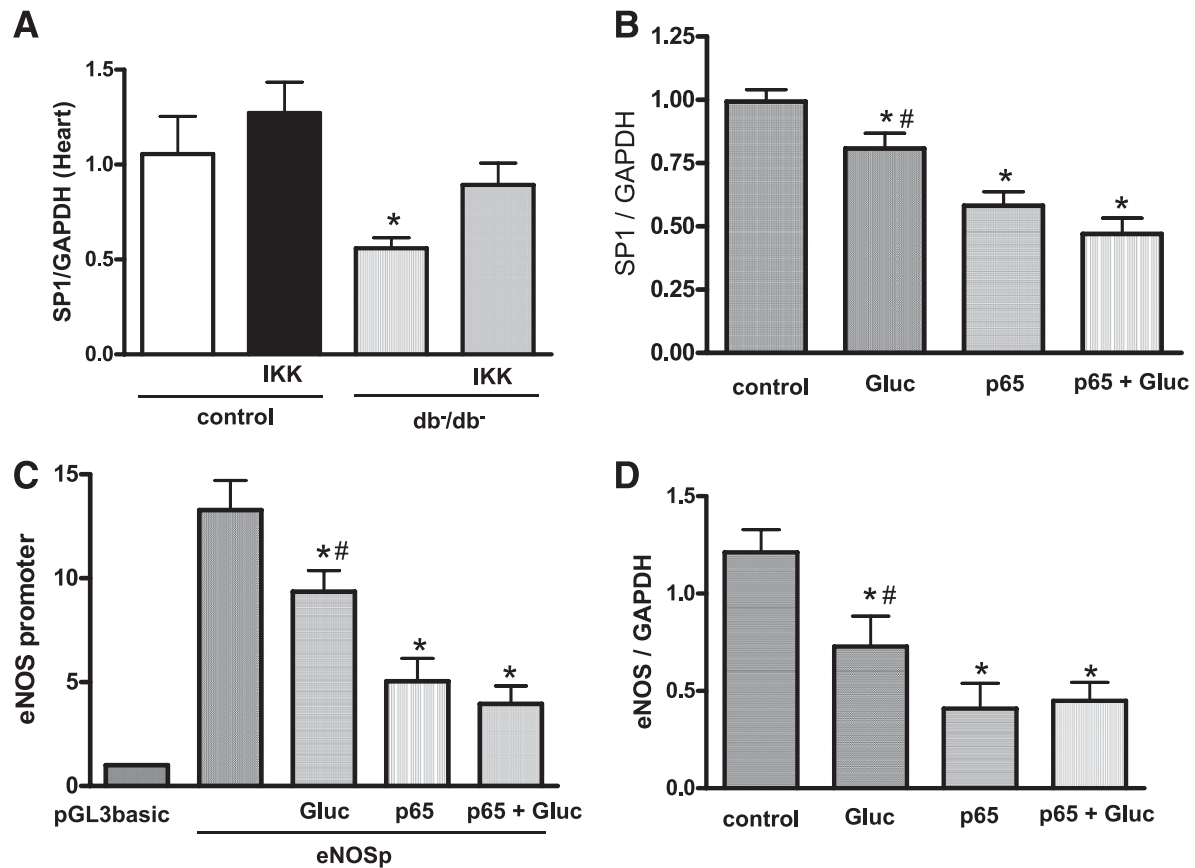 A
SP1/GAPDH (Heart)
1.5
1.0
0.5
0.0
*
IKK
IKK
control
db-/db-
B
SP1 / GAPDH
1.25
1.00
0.75
0.50
0.25
0.00
* #
*
*
control
Gluc
p65
p65 + Gluc
C
eNOS promoter
15
10
5
0
* #
*
*
pGL3basic
Gluc
p65
p65 + Gluc
eNOSp
D
eNOS / GAPDH
1.5
1.0
0.5
0.0
* #
*
*
control
Gluc
p65
p65 + Gluc